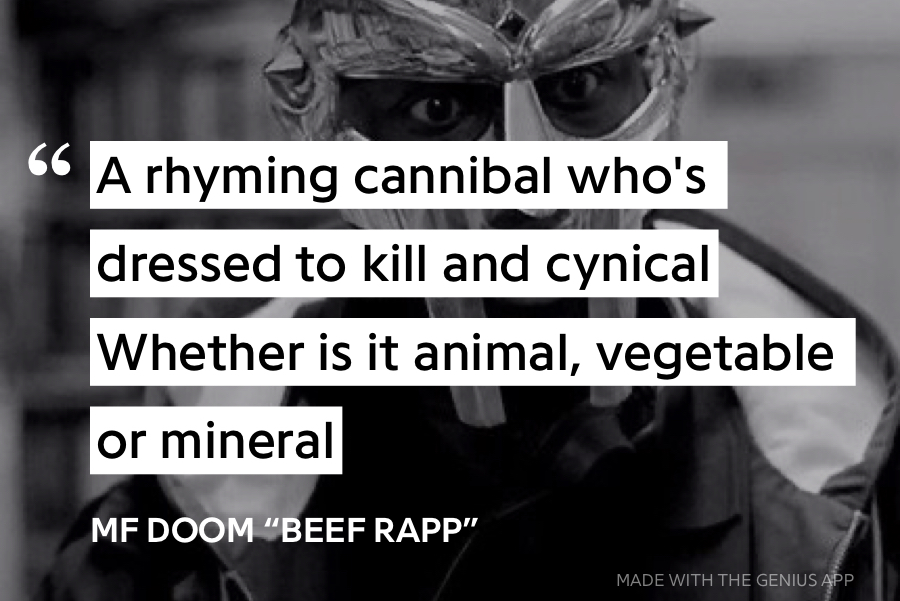 “
A rhyming cannibal who's
dressed to kill and cynical
Whether is it animal, vegetable
or mineral
MF DOOM “BEEF RAPP”
MADE WITH THE GENIUS APP